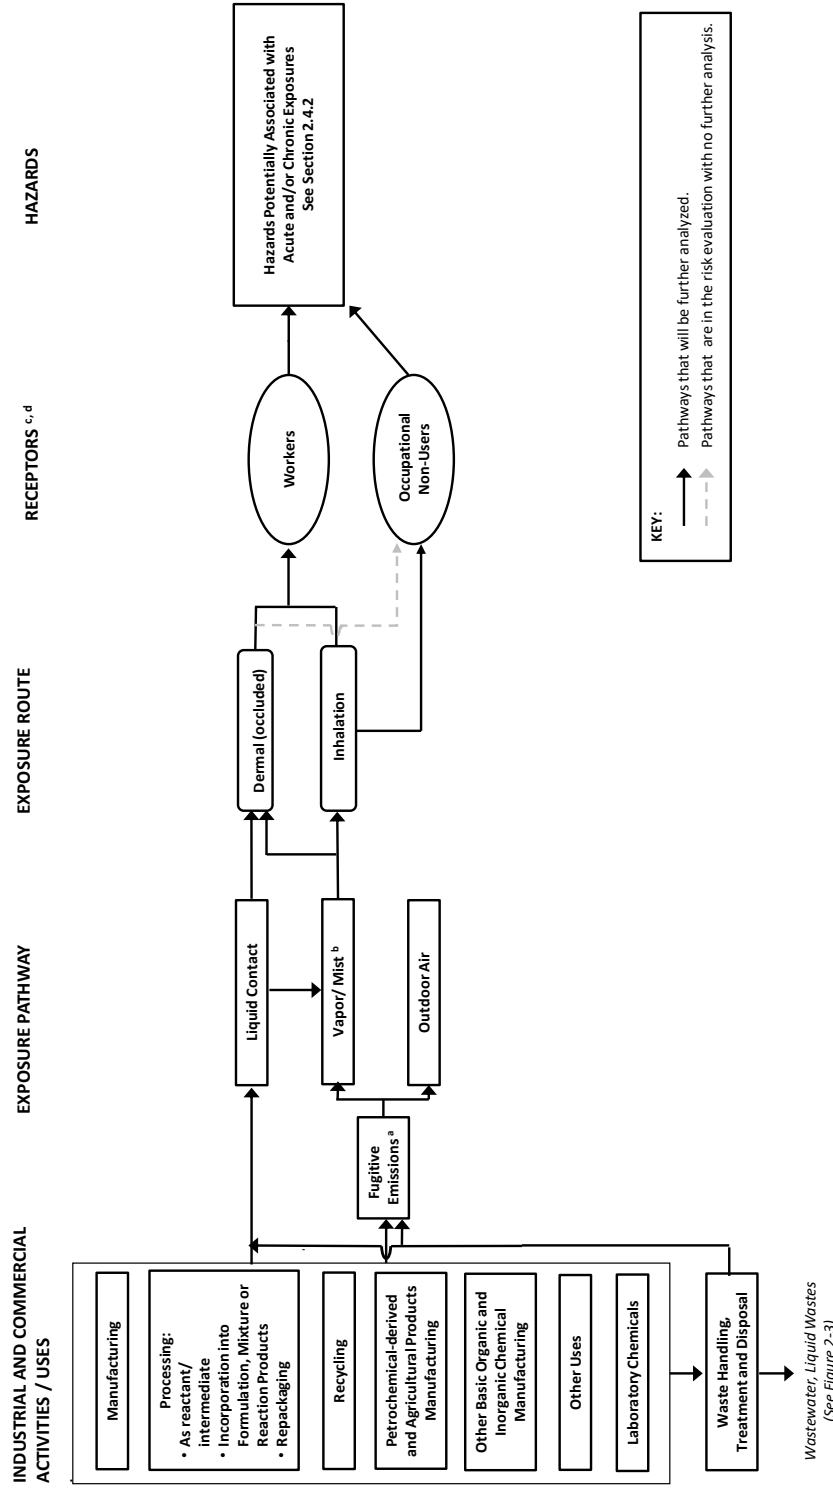 INDUSTRIAL AND COMMERCIAL
ACTIVITIES / USES
EXPOSURE PATHWAY
EXPOSURE ROUTE
RECEPTORS c, d
HAZARDS
Manufacturing
Processing:
• As reactant/
intermediate
• Incorporation into
Formulation, Mixture or
Reaction Products
• Repackaging
Recycling
Petrochemical-derived
and Agricultural Products
Manufacturing
Other Basic Organic and
Inorganic Chemical
Manufacturing
Other Uses
Laboratory Chemicals
Waste Handling,
Treatment and Disposal
Wastewater, Liquid Wastes
(See Figure 2-3)
Fugitive
Emissions a
Liquid Contact
Vapor/ Mist b
Outdoor Air
Dermal (occluded)
Inhalation
Workers
Occupational
Non-Users
Hazards Potentially Associated with
Acute and/or Chronic Exposures
See Section 2.4.2
KEY:
Pathways that will be further analyzed.
Pathways that are in the risk evaluation with no further analysis.